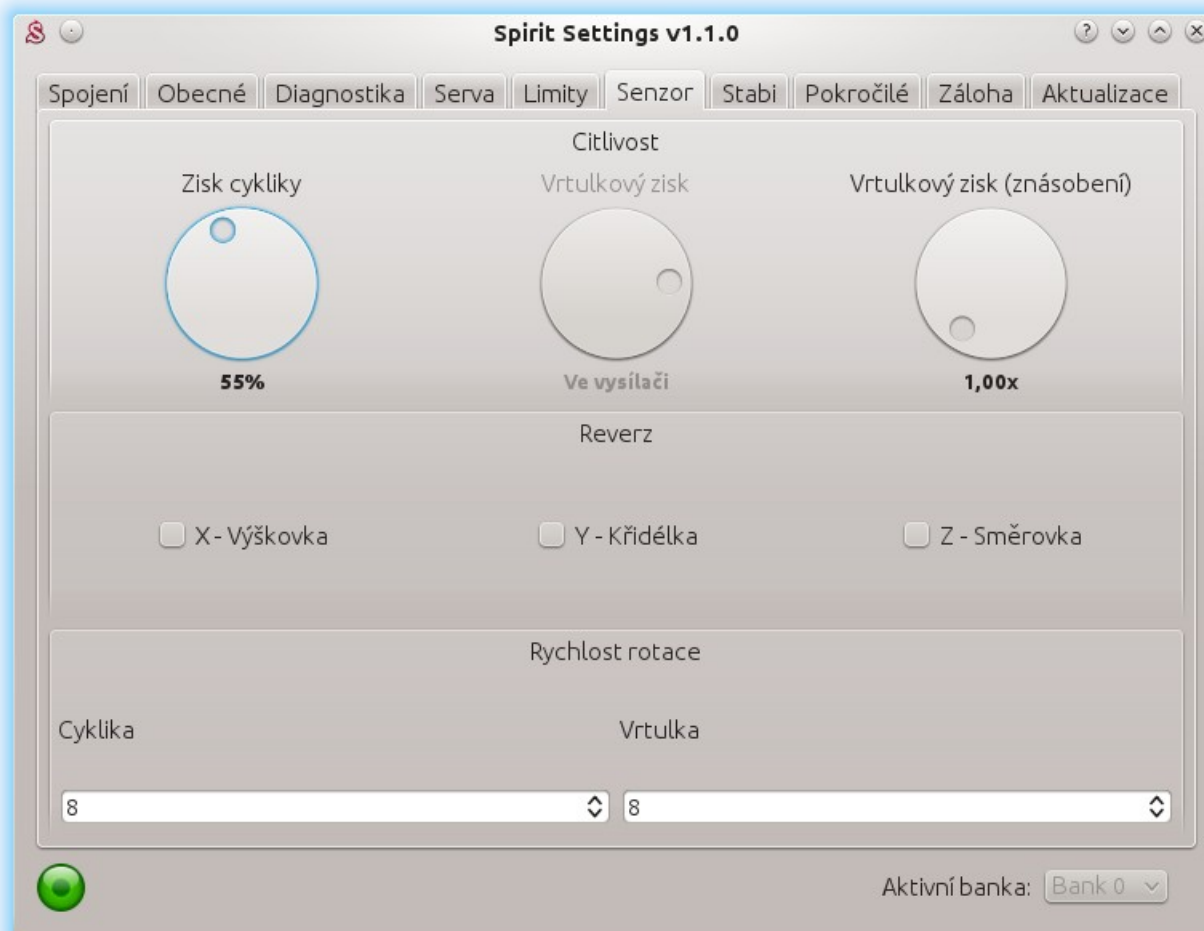 Spirit Settings v1.1.0
Spojení Obecné Diagnostika Serva Limity Senzor Stabi Pokročilé Záloha Aktualizace
Citlivost
Zisk cykliky Vrtulkový zisk Vrtulkový zisk (znásobení)
55% Ve vysílači 1,00x
Reverz
X - Výškovka Y - Křidélka Z - Směrovka
Rychlost rotace
Cyklika Vrtulka
8 8
Aktivní banka: Bank 0